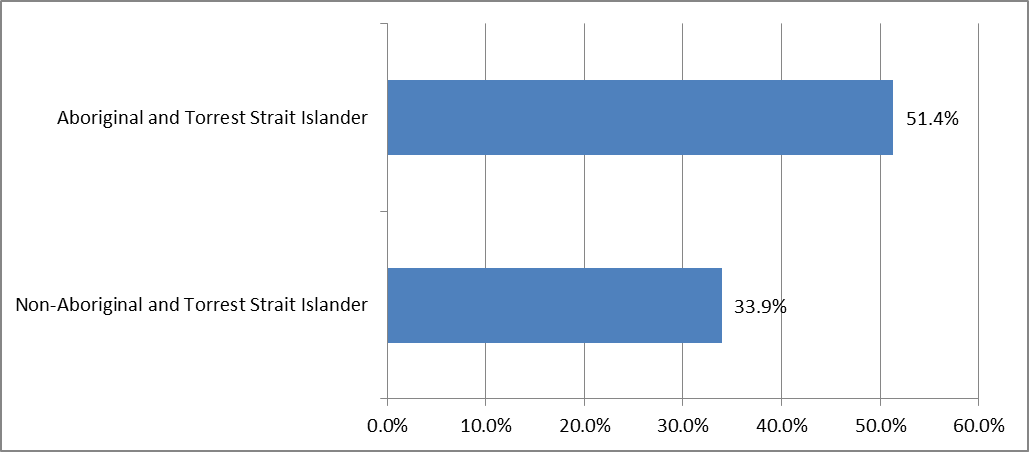 Aboriginal and Torrest Strait Islander
51.4%
Non-Aboriginal and Torrest Strait Islander
33.9%
0.0% 10.0% 20.0% 30.0% 40.0% 50.0% 60.0%